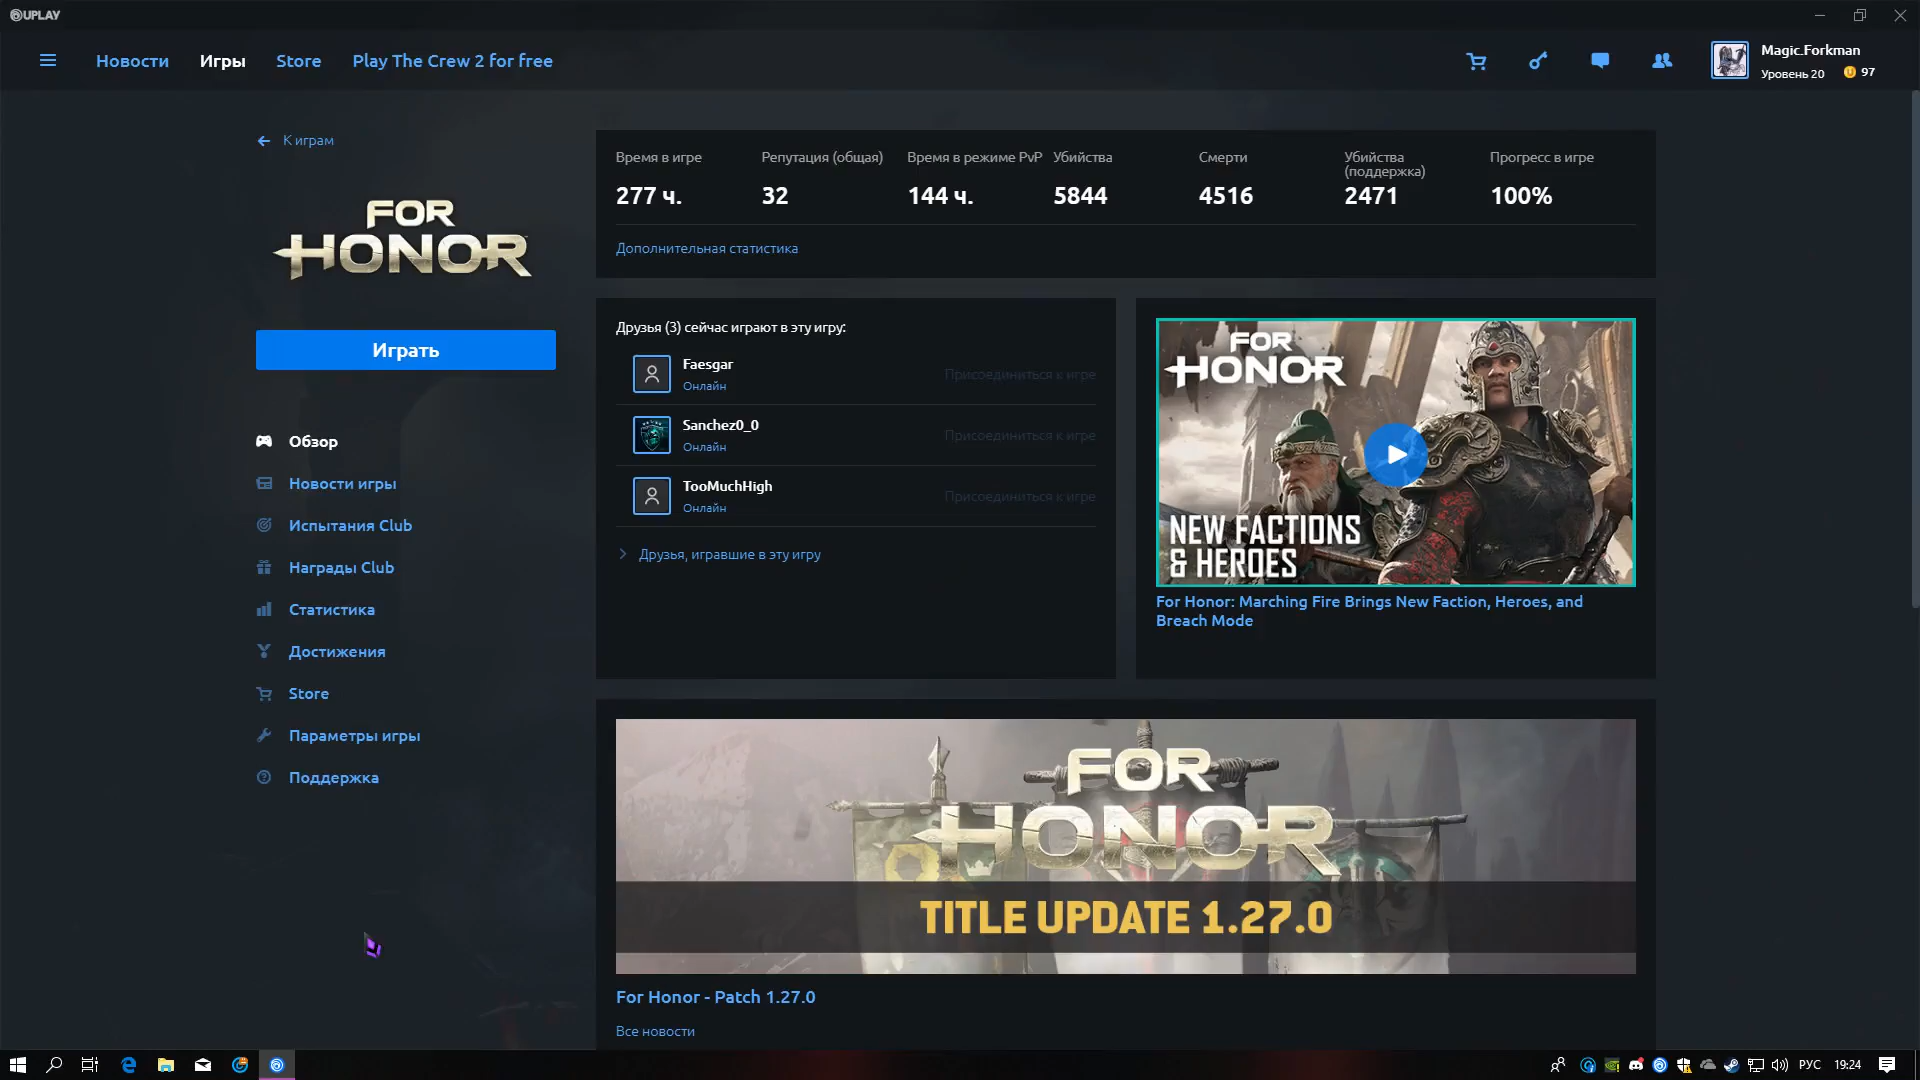 UPLAY
Новости Игры Store Play The Crew 2 for free
Magic.Forkman
Уровень 20 97
К играм
FOR
HONOR
Играть
Обзор
Новости игры
Испытания Club
Награды Club
Статистика
Достижения
Store
Параметры игры
Поддержка
Время в игре Репутация (общая) Время в режиме PvP Убийства Смерти Убийства (поддержка) Прогресс в игре
277 ч. 32 144 ч. 5844 4516 2471 100%
Дополнительная статистика
Друзья (3) сейчас играют в эту игру:
Faesgar
Онлайн
Присоединиться к игре
Sanchez0_0
Онлайн
Присоединиться к игре
TooMuchHigh
Онлайн
Присоединиться к игре
Друзья, игравшие в эту игру
FOR
HONOR
NEW FACTIONS
& HEROES
For Honor: Marching Fire Brings New Faction, Heroes, and
Breach Mode
FOR
HONOR
TITLE UPDATE 1.27.0
For Honor - Patch 1.27.0
Все новости
РУС 19:24